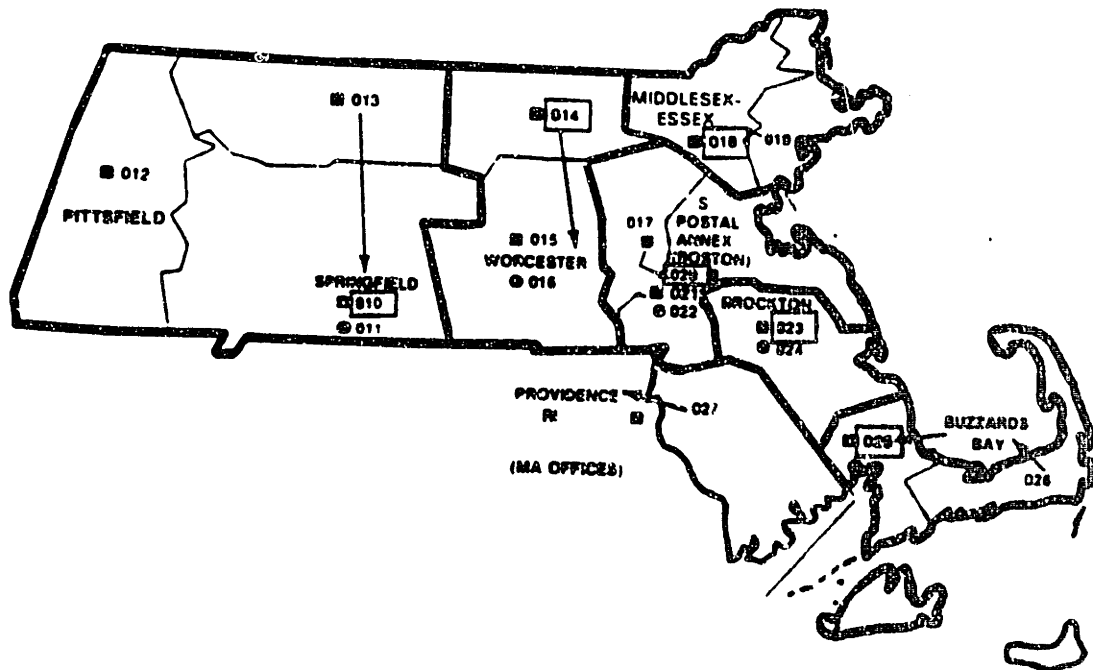 013
014
MIDDLESEX-
ESSEX
018
019
012
PITTSFIELD
S
POSTAL
ANNEX
(BOSTON)
017
015
WORCESTER
016
SPRINGFIELD
010
011
021
022
BROCKTON
023
024
PROVIDENCE
RI
027
(MA OFFICES)
BUZZARDS
BAY
026